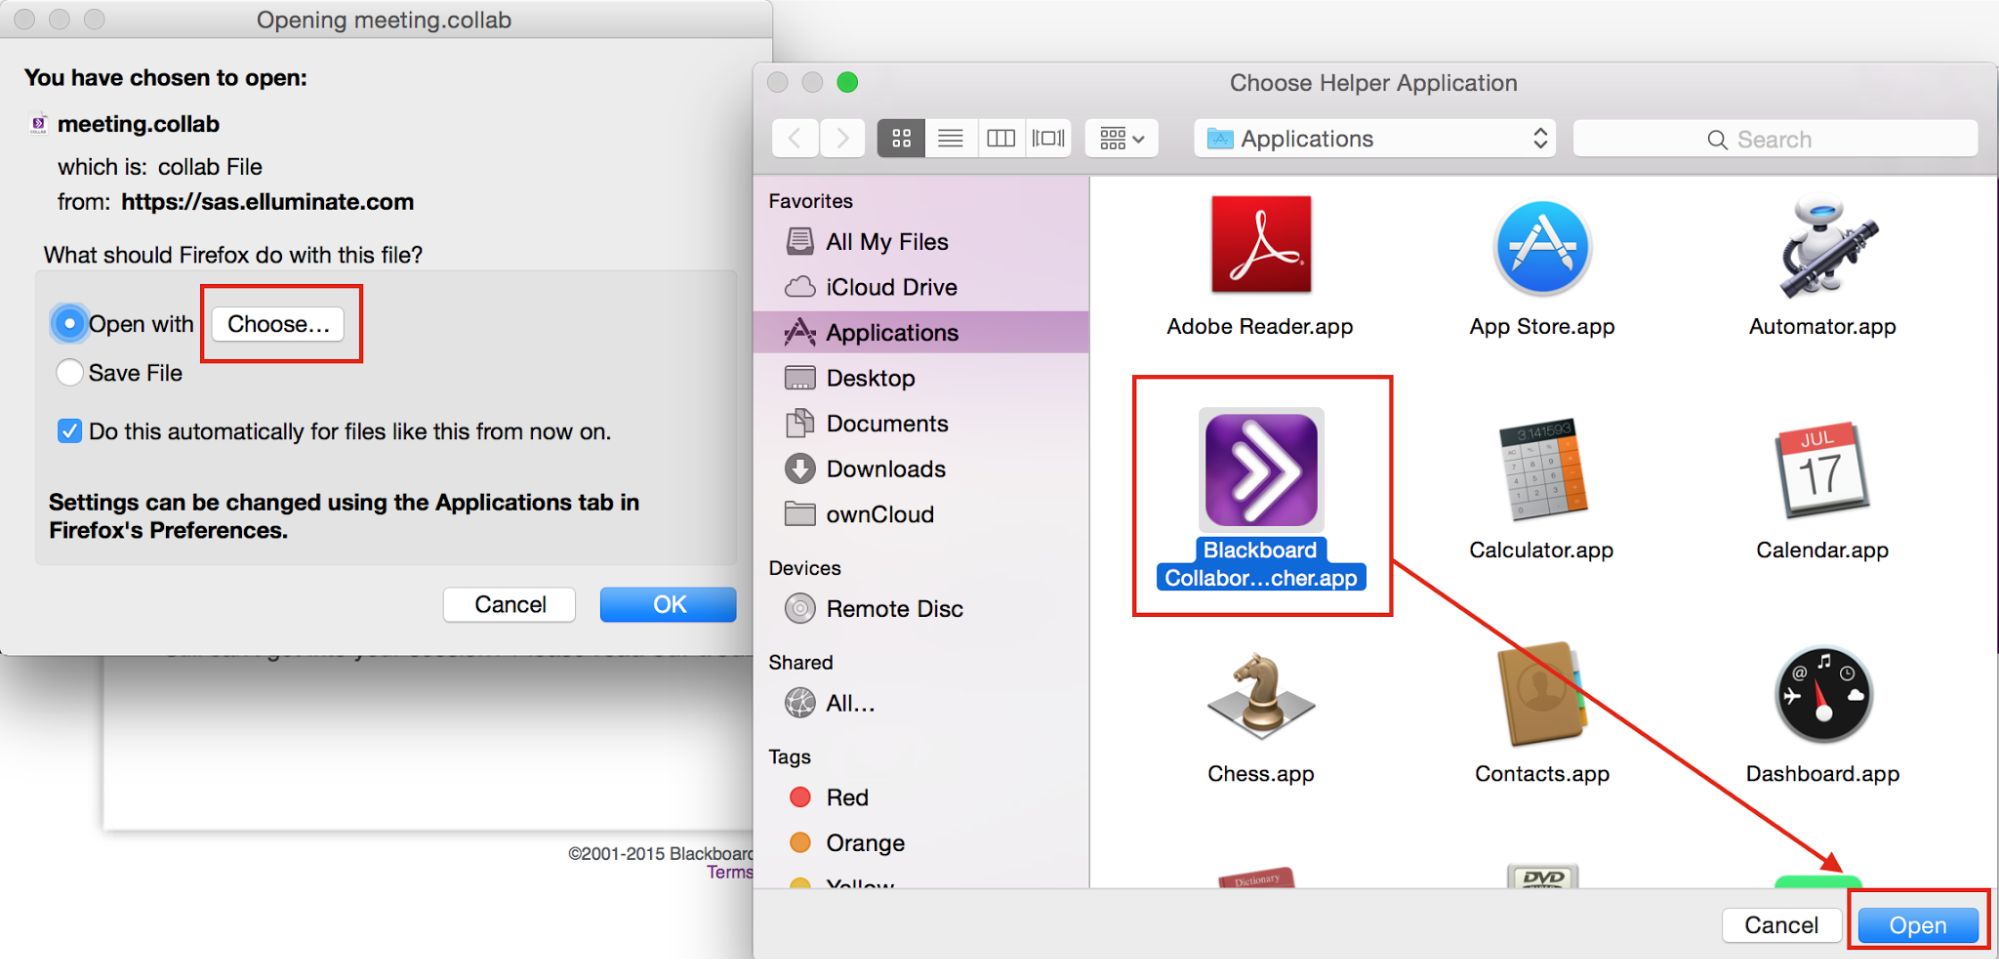 Opening meeting.collab
You have chosen to open:
meeting.collab
which is: collab File
from: https://sas.elluminate.com
What should Firefox do with this file?
Open with
Choose...
Save File
Do this automatically for files like this from now on.
Settings can be changed using the Applications tab in
Firefox's Preferences.
Cancel
OK
©2001-2015 Blackboard
Terms
Choose Helper Application
Applications
Search
Favorites
All My Files
iCloud Drive
Applications
Desktop
Documents
Downloads
ownCloud
Devices
Remote Disc
Shared
All...
Tags
Red
Orange
Yellow
Adobe Reader.app
App Store.app
Automator.app
Blackboard
Collabor...cher.app
3.141593
Calculator.app
JUL
17
Calendar.app
Chess.app
Contacts.app
Dashboard.app
Dictionary
DVD
Cancel
Open